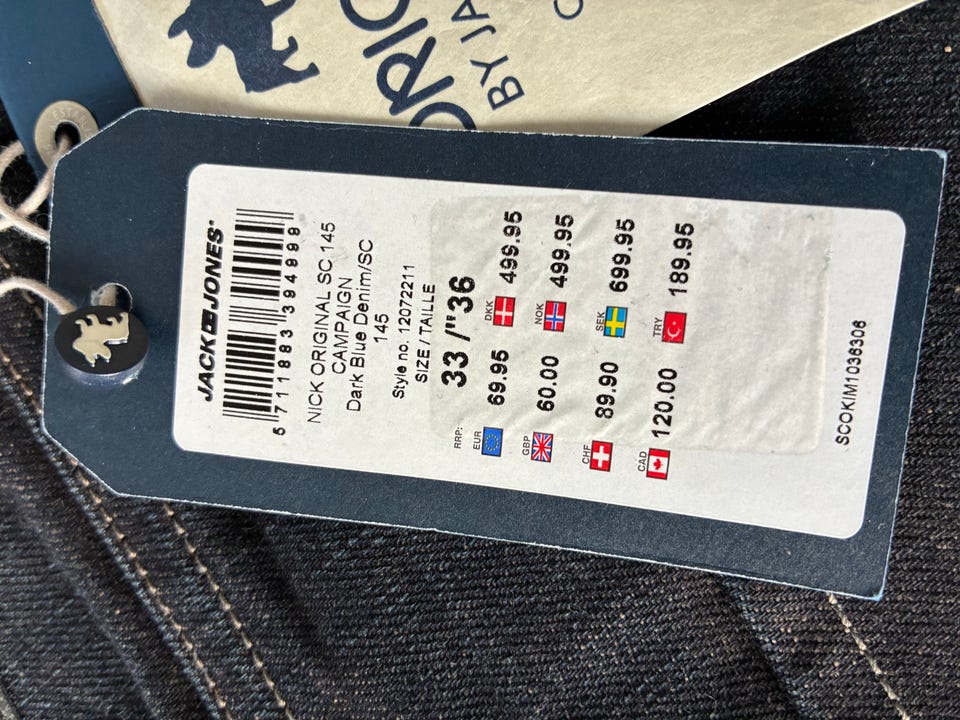 ORIG
BY JA
JACK & JONES
5 711883 394899
NICK ORIGINAL SC 145
CAMPAIGN
Dark Blue Denim/SC
145
Style no. 12072211
SIZE / TAILLE
33 /"36
RRP:
EUR 69.95 DKK 499.95
GBP 60.00 NOK 499.95
CHF 89.90 SEK 699.95
CAD 120.00 TRY 189.95
SCOKIM1036306